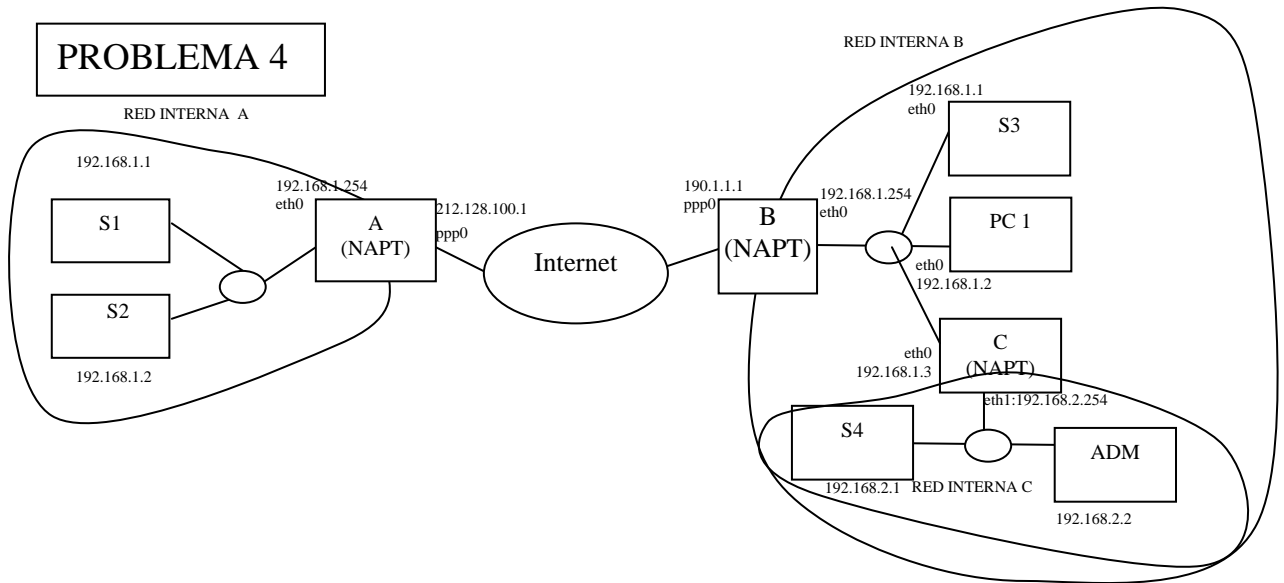 PROBLEMA 4
RED INTERNA A
192.168.1.1
S1
S2
192.168.1.2
192.168.1.254
eth0
A
(NAPT)
212.128.100.1
ppp0
Internet
190.1.1.1
ppp0
B
(NAPT)
192.168.1.254
eth0
RED INTERNA B
192.168.1.1
eth0
S3
PC 1
eth0
192.168.1.2
C
(NAPT)
eth0
192.168.1.3
eth1:192.168.2.254
S4
192.168.2.1
RED INTERNA C
ADM
192.168.2.2